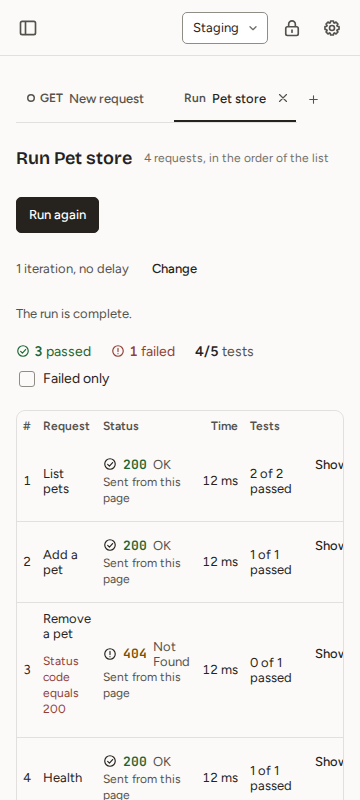 Staging
GET New request
Run Pet store
Run Pet store 4 requests, in the order of the list
Run again
1 iteration, no delay Change
The run is complete.
3 passed 1 failed 4/5 tests
Failed only
# Request Status Time Tests
1 List pets 200 OK Sent from this page 12 ms 2 of 2 passed Show
2 Add a pet 200 OK Sent from this page 12 ms 1 of 1 passed Show
3 Remove a pet Status code equals 200 404 Not Found Sent from this page 12 ms 0 of 1 passed Show
4 Health 200 OK Sent from this page 12 ms 1 of 1 passed Show